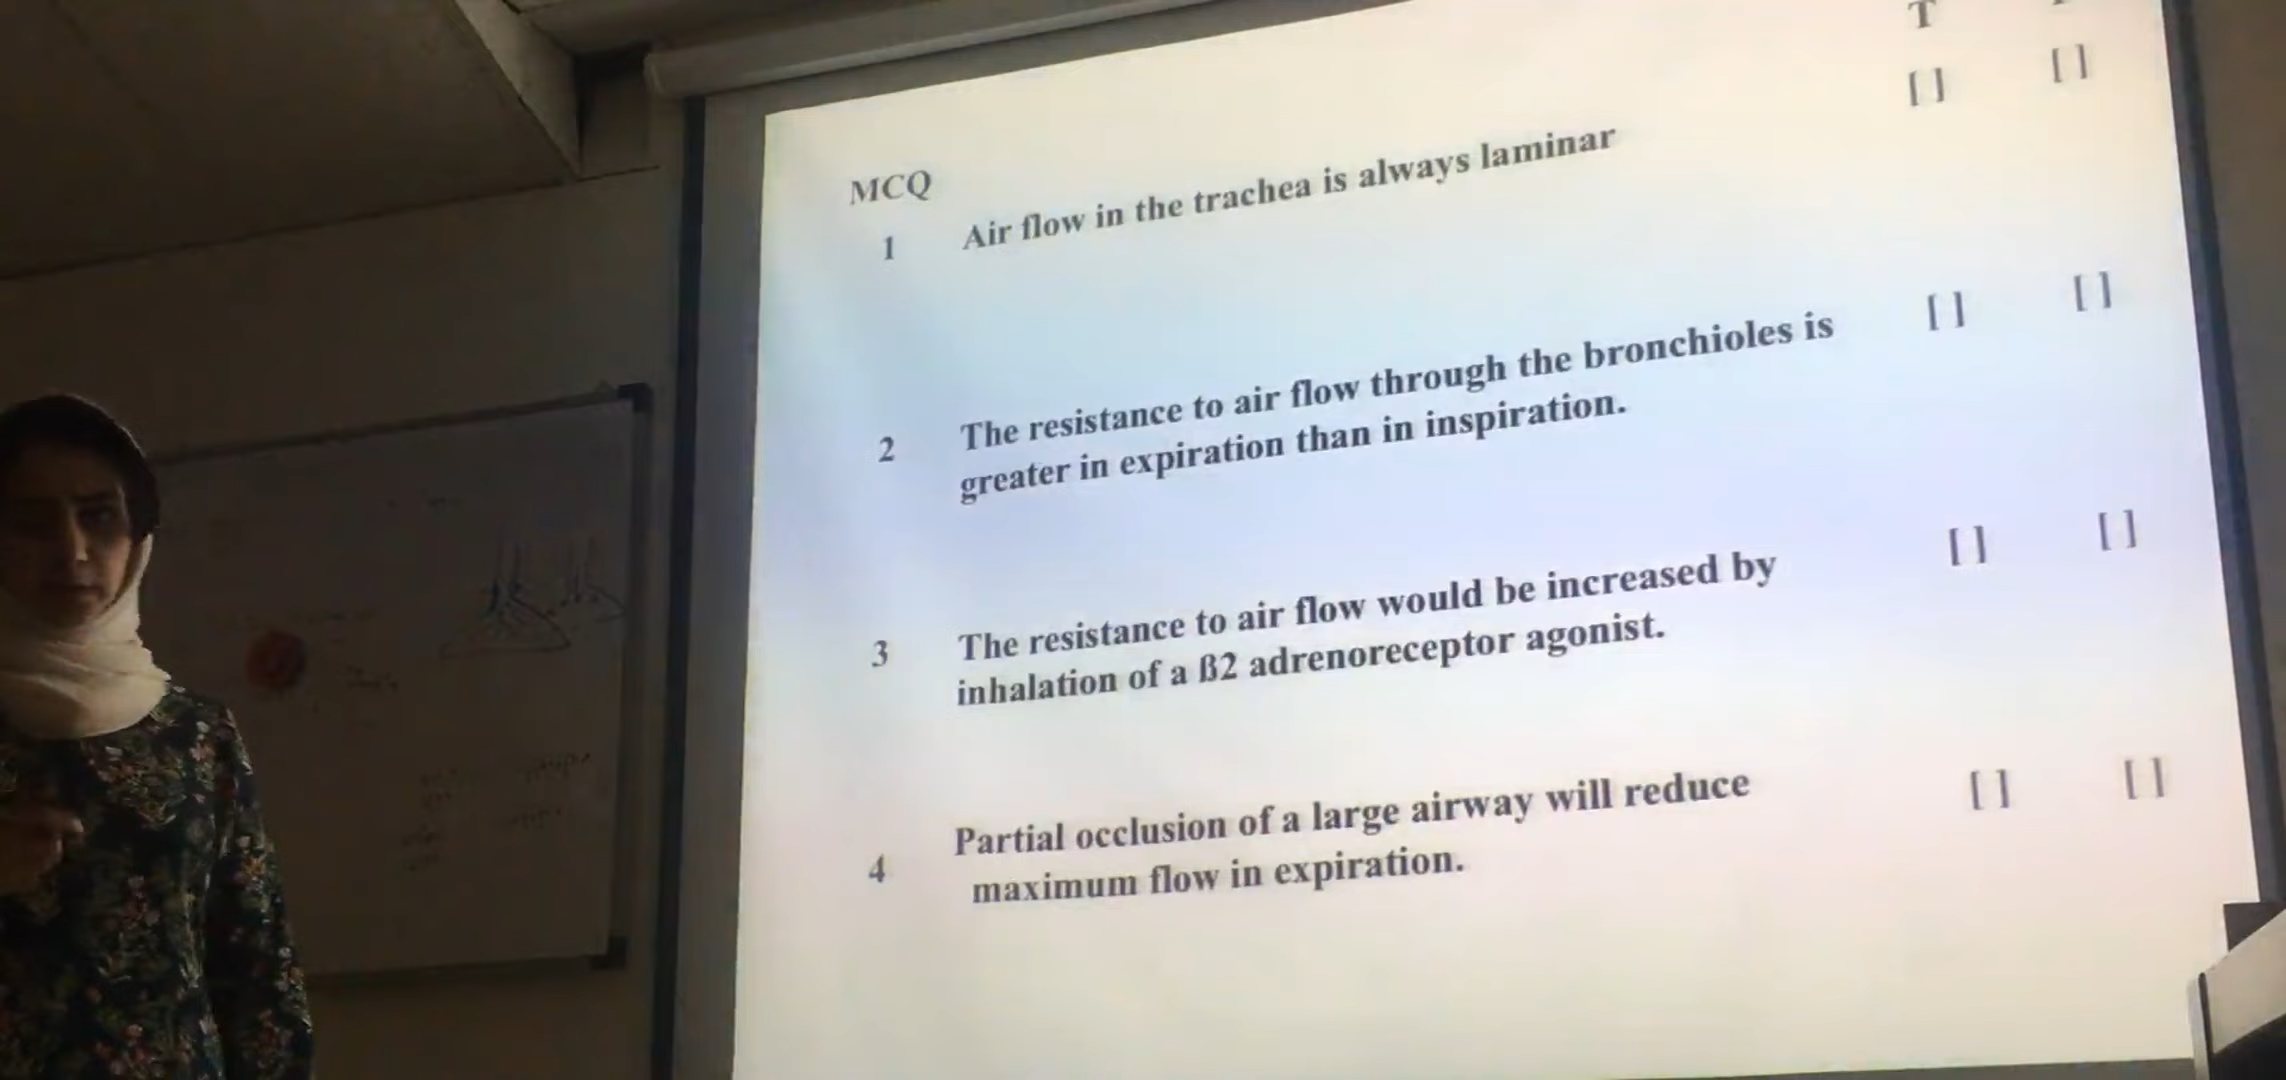 T
[ ] [ ]
MCQ
1 Air flow in the trachea is always laminar
[ ] [ ]
2 The resistance to air flow through the bronchioles is
greater in expiration than in inspiration.
[ ] [ ]
3 The resistance to air flow would be increased by
inhalation of a ß2 adrenoreceptor agonist.
[ ] [ ]
4 Partial occlusion of a large airway will reduce
maximum flow in expiration.